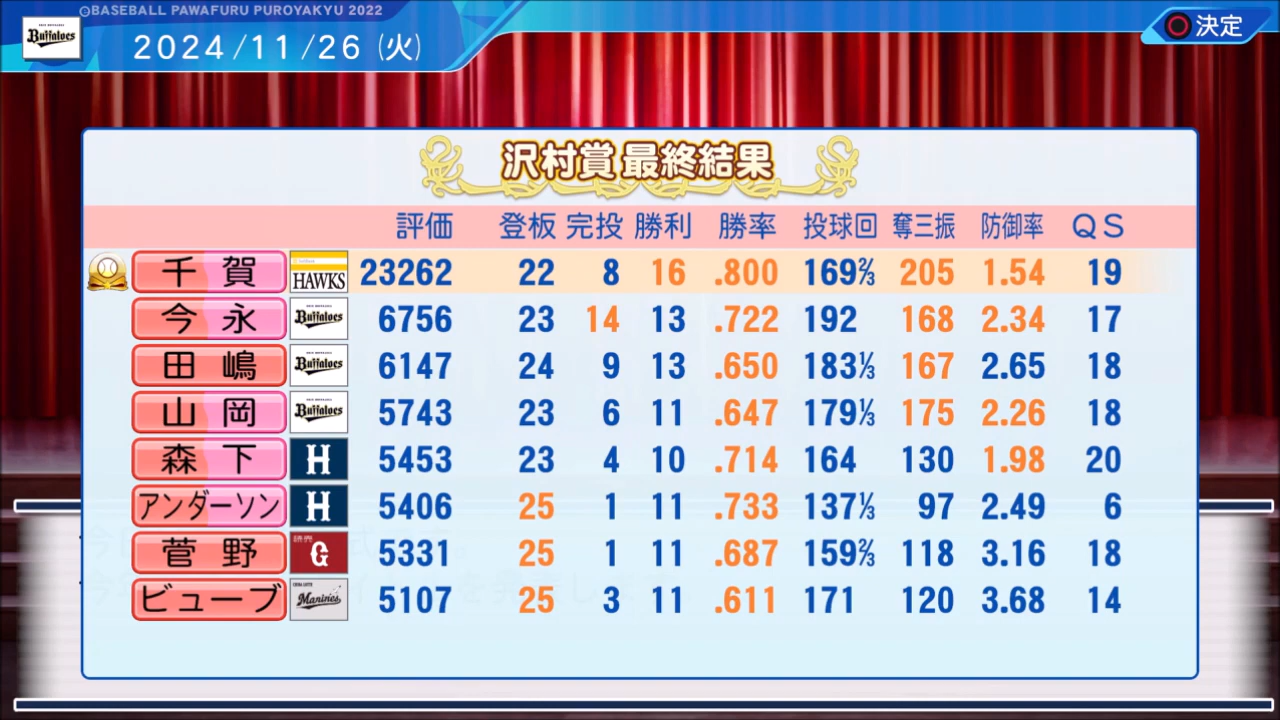 ©BASEBALL PAWAFURU PUROYAKYU 2022
Buffaloes 2024/11/26 (火) 決定
沢村賞 最終結果
評価 登板 完投 勝利 勝率 投球回 奪三振 防御率 QS
千賀 HAWKS 23262 22 8 16 .800 169⅔ 205 1.54 19
今永 Buffaloes 6756 23 14 13 .722 192 168 2.34 17
田嶋 Buffaloes 6147 24 9 13 .650 183⅓ 167 2.65 18
山岡 Buffaloes 5743 23 6 11 .647 179⅓ 175 2.26 18
森下 H 5453 23 4 10 .714 164 130 1.98 20
アンダーソン H 5406 25 1 11 .733 137⅓ 97 2.49 6
菅野 G 5331 25 1 11 .687 159⅔ 118 3.16 18
ビューブ Marines 5107 25 3 11 .611 171 120 3.68 14